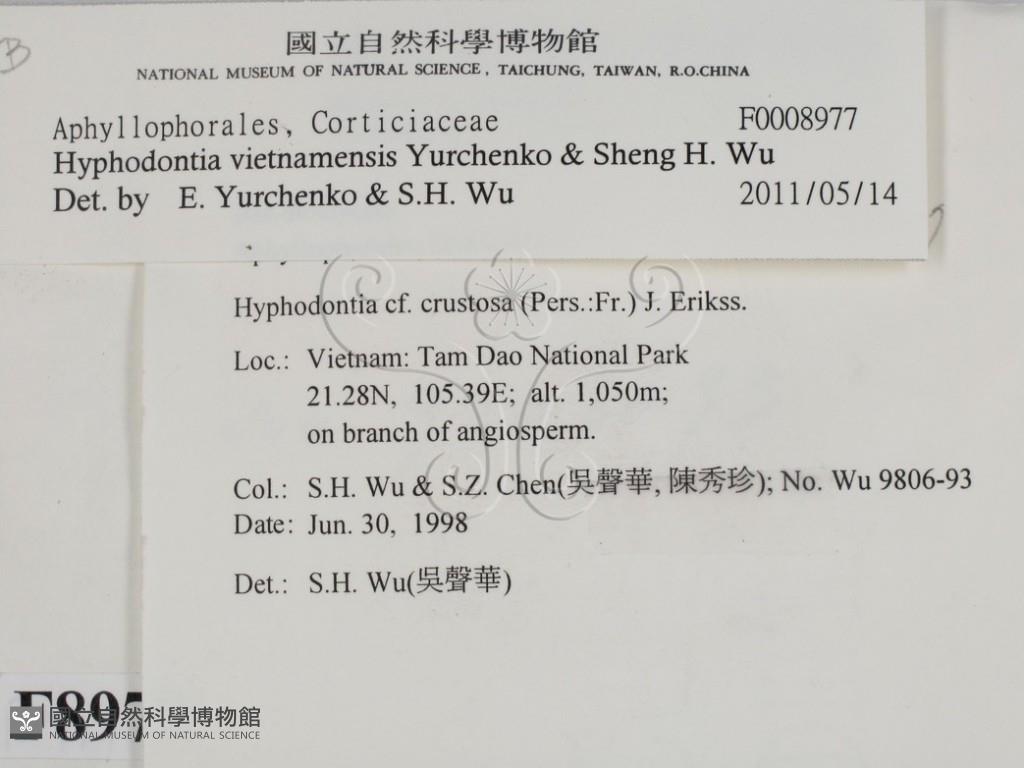 B
國立自然科學博物館
NATIONAL MUSEUM OF NATURAL SCIENCE, TAICHUNG, TAIWAN, R.O.CHINA
Aphyllophorales, Corticiaceae F0008977
Hyphodontia vietnamensis Yurchenko & Sheng H. Wu
Det. by E. Yurchenko & S.H. Wu 2011/05/14
Hyphodontia cf. crustosa (Pers.:Fr.) J. Erikss.
Loc.: Vietnam: Tam Dao National Park
21.28N, 105.39E; alt. 1,050m;
on branch of angiosperm.
Col.: S.H. Wu & S.Z. Chen(吳聲華, 陳秀珍); No. Wu 9806-93
Date: Jun. 30, 1998
Det.: S.H. Wu(吳聲華)
F897
國立自然科學博物館
NATIONAL MUSEUM OF NATURAL SCIENCE